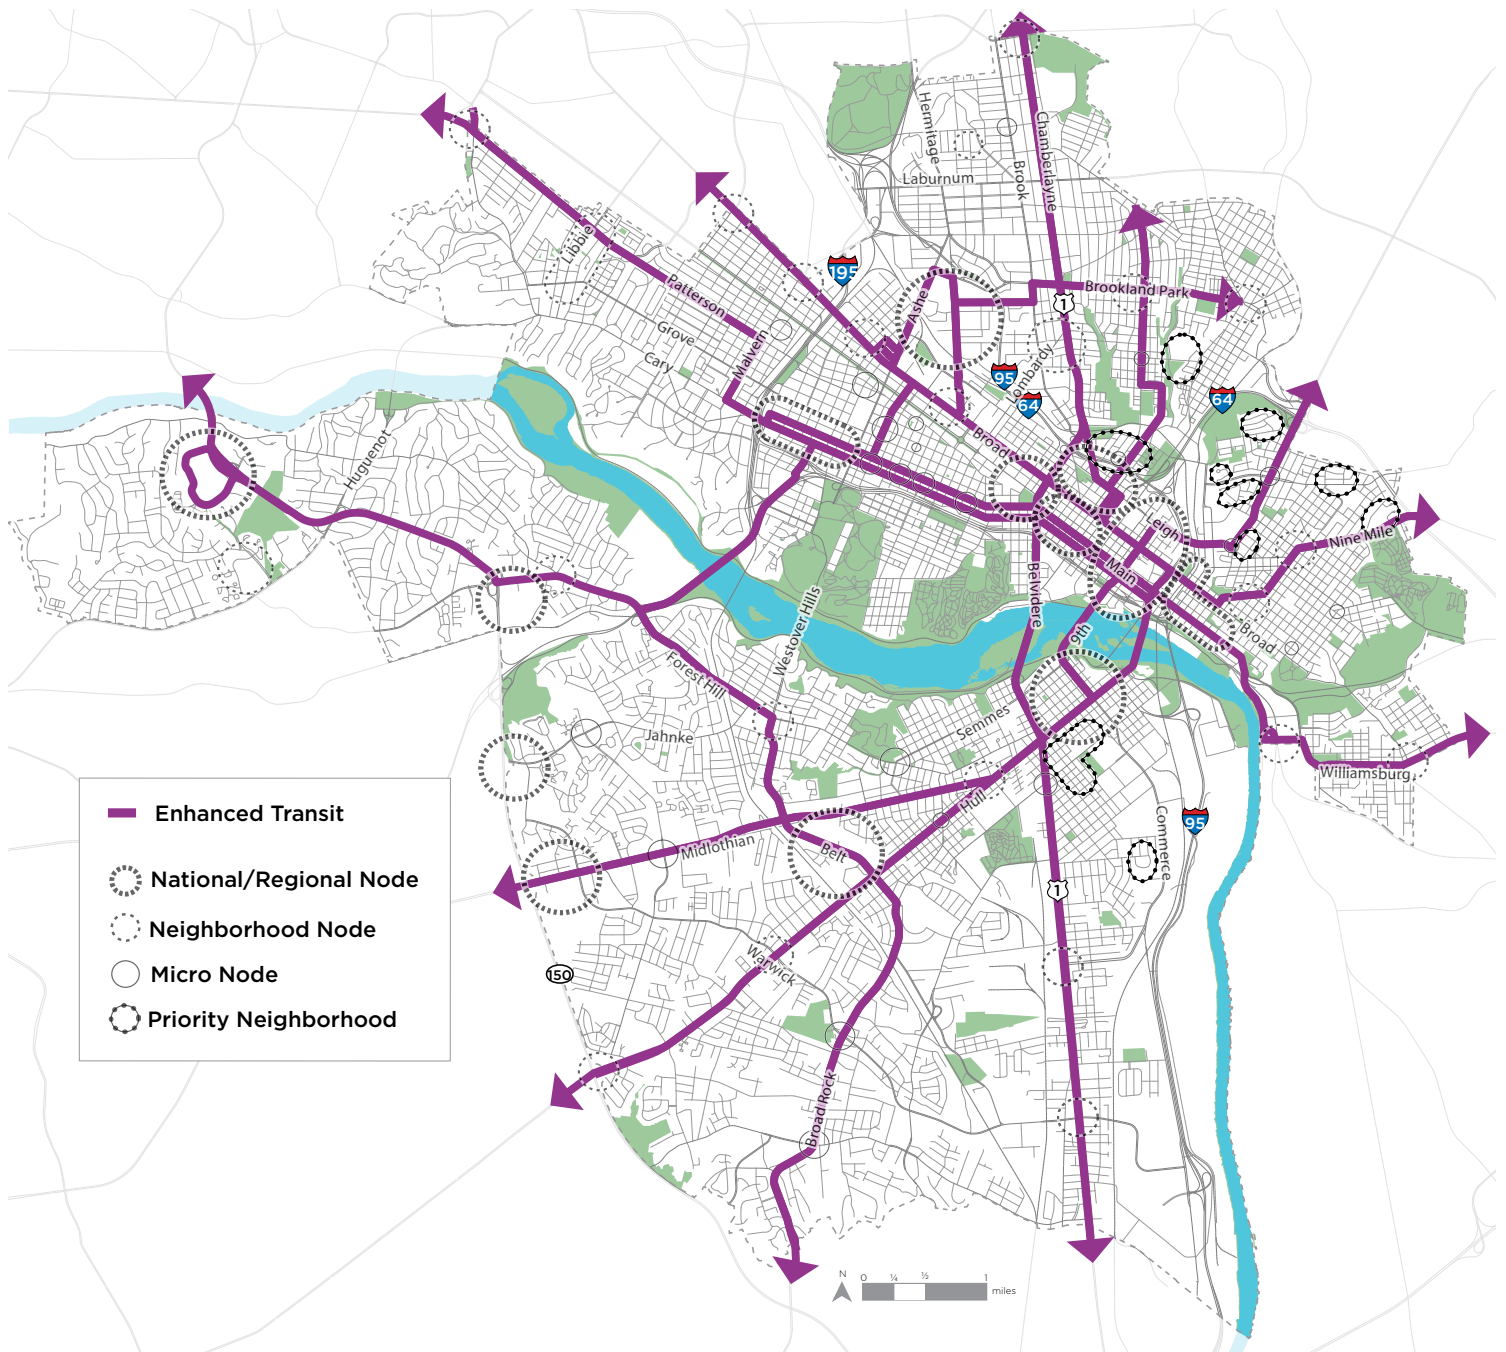 Hermitage
Chamberlayne
Laburnum
Brook
Libbie
195
Patterson
Ashe
Brookland Park
1
Grove
Malvern
Cary
95
Lombardy
64
64
Broad
Huguenot
Leigh
Nine Mile
Main
Belvidere
Westover Hills
9th
Broad
Forest Hill
Semmes
Jahnke
Williamsburg
Enhanced Transit
National/Regional Node
Neighborhood Node
Micro Node
Priority Neighborhood
Hull
Commerce
95
Midlothian
Belt
1
Warwick
150
Broad Rock
N
0 ¼ ½ 1
miles